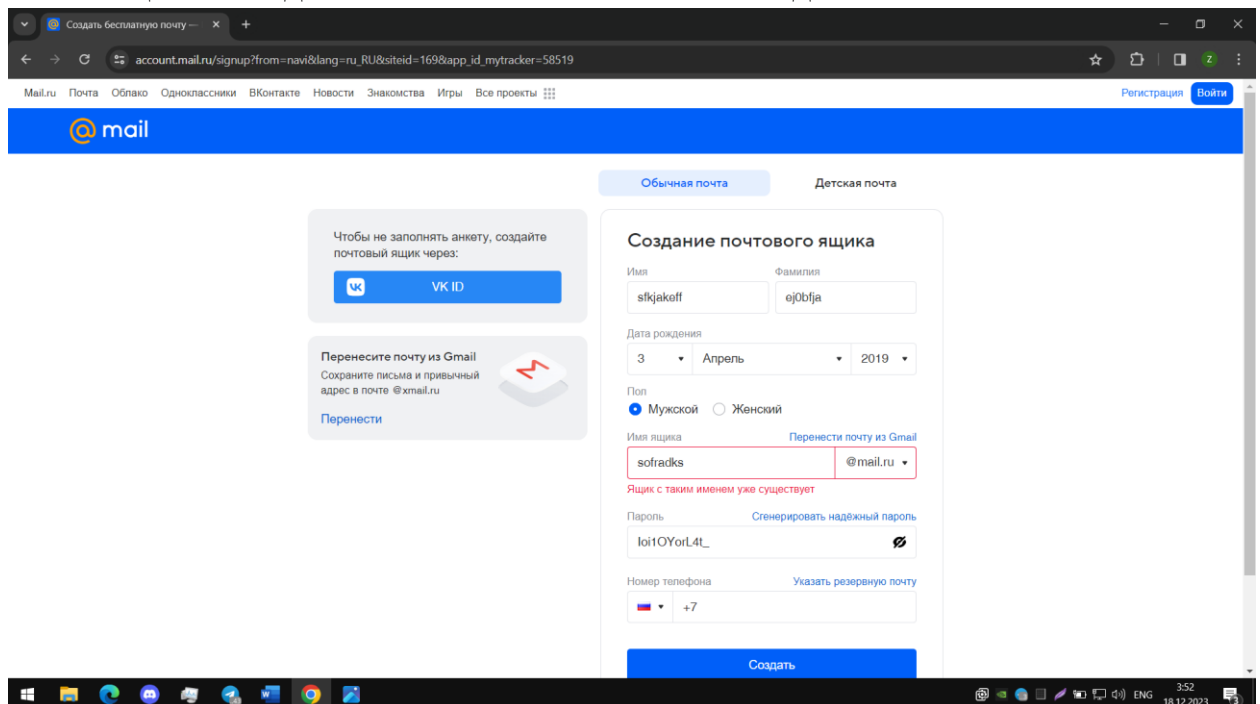 Создать бесплатную почту —
account.mail.ru/signup?from=navi&lang=ru_RU&siteid=169&app_id_mytracker=58519
Z
Mail.ru Почта Облако Одноклассники ВКонтакте Новости Знакомства Игры Все проекты
Регистрация Войти
@ mail
Обычная почта Детская почта
Чтобы не заполнять анкету, создайте
почтовый ящик через:
VK ID
Перенесите почту из Gmail
Сохраните письма и привычный
адрес в почте @xmail.ru
Перенести
Создание почтового ящика
Имя Фамилия
sfkjakeff ej0bfja
Дата рождения
3 Апрель 2019
Пол
Мужской Женский
Имя ящика Перенести почту из Gmail
sofradks @mail.ru
Ящик с таким именем уже существует
Пароль Сгенерировать надёжный пароль
Ioi1OYorL4t_
Номер телефона Указать резервную почту
+7
Создать
ENG
3:52
18.12.2023
3